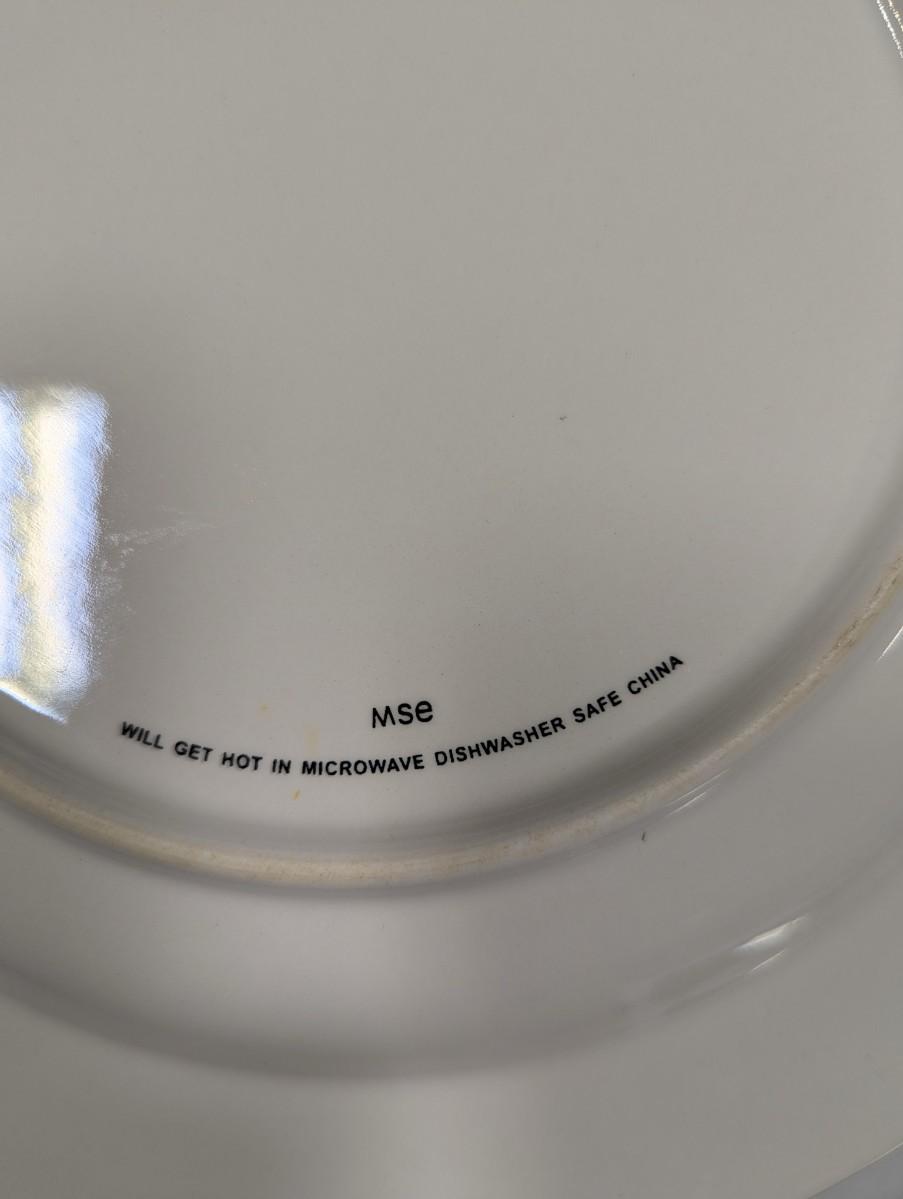 MSe
WILL GET HOT IN MICROWAVE DISHWASHER SAFE CHINA